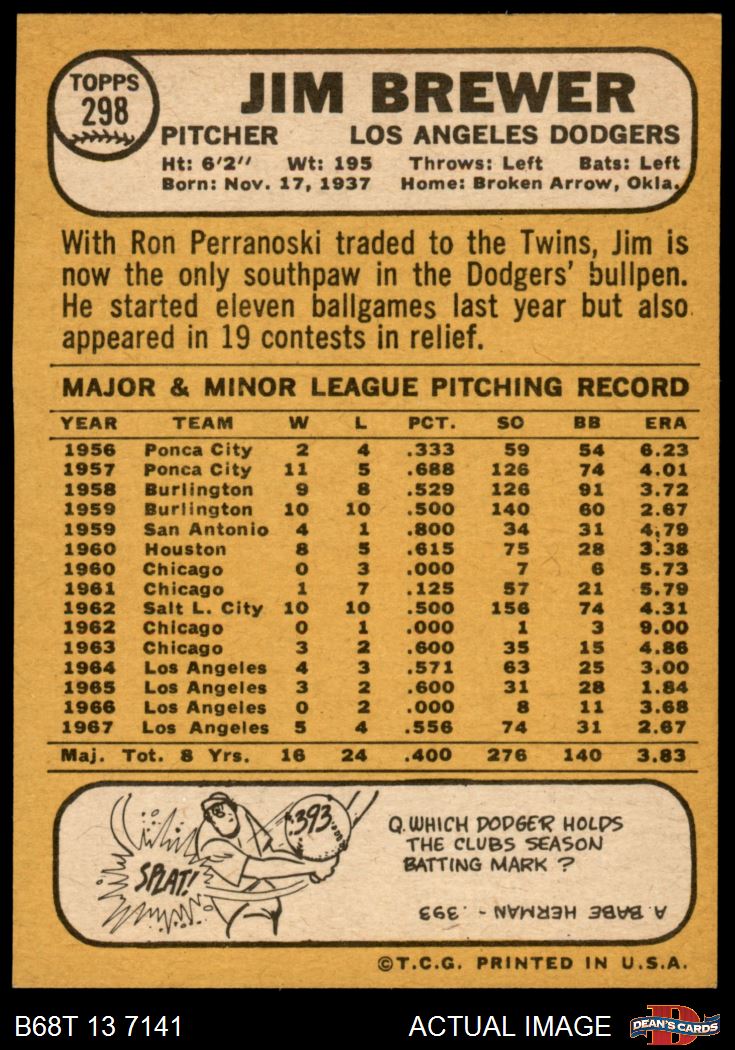 TOPPS
298
JIM BREWER
PITCHER LOS ANGELES DODGERS
Ht: 6'2'' Wt: 195 Throws: Left Bats: Left
Born: Nov. 17, 1937 Home: Broken Arrow, Okla.
With Ron Perranoski traded to the Twins, Jim is
now the only southpaw in the Dodgers' bullpen.
He started eleven ballgames last year but also
appeared in 19 contests in relief.
MAJOR & MINOR LEAGUE PITCHING RECORD
YEAR TEAM W L PCT. SO BB ERA
1956 Ponca City 2 4 .333 59 54 6.23
1957 Ponca City 11 5 .688 126 74 4.01
1958 Burlington 9 8 .529 126 91 3.72
1959 Burlington 10 10 .500 140 60 2.67
1959 San Antonio 4 1 .800 34 31 4.79
1960 Houston 8 5 .615 75 28 3.38
1960 Chicago 0 3 .000 7 6 5.73
1961 Chicago 1 7 .125 57 21 5.79
1962 Salt L. City 10 10 .500 156 74 4.31
1962 Chicago 0 1 .000 1 3 9.00
1963 Chicago 3 2 .600 35 15 4.86
1964 Los Angeles 4 3 .571 63 25 3.00
1965 Los Angeles 3 2 .600 31 28 1.84
1966 Los Angeles 0 2 .000 8 11 3.68
1967 Los Angeles 5 4 .556 74 31 2.67
Maj. Tot. 8 Yrs. 16 24 .400 276 140 3.83
.393
SPLAT!
Q. WHICH DODGER HOLDS
THE CLUBS SEASON
BATTING MARK ?
A. BABE HERMAN - .393
©T.C.G. PRINTED IN U.S.A.
B68T 13 7141 ACTUAL IMAGE
D
DEAN'S CARDS